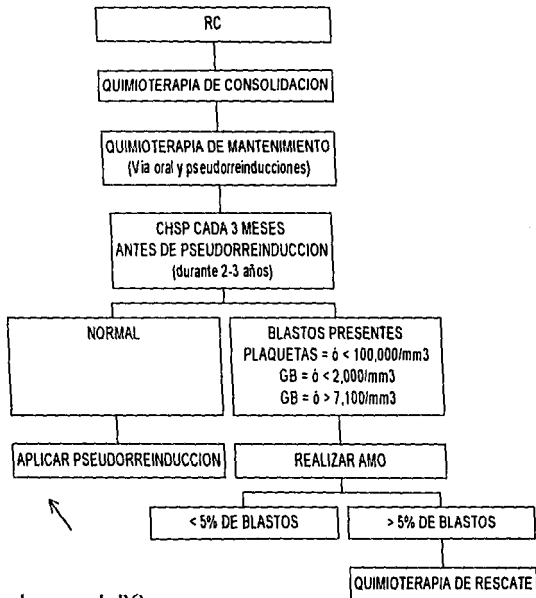 RC
QUIMIOTERAPIA DE CONSOLIDACION
QUIMIOTERAPIA DE MANTENIMIENTO
(Via oral y pseudorreinducciones)
CHSP CADA 3 MESES
ANTES DE PSEUDORREINDUCCION
(durante 2-3 años)
NORMAL
BLASTOS PRESENTES
PLAQUETAS = ó < 100,000/mm3
GB = ó < 2,000/mm3
GB = ó > 7,100/mm3
APLICAR PSEUDORREINDUCCION
REALIZAR AMO
< 5% DE BLASTOS
> 5% DE BLASTOS
QUIMIOTERAPIA DE RESCATE